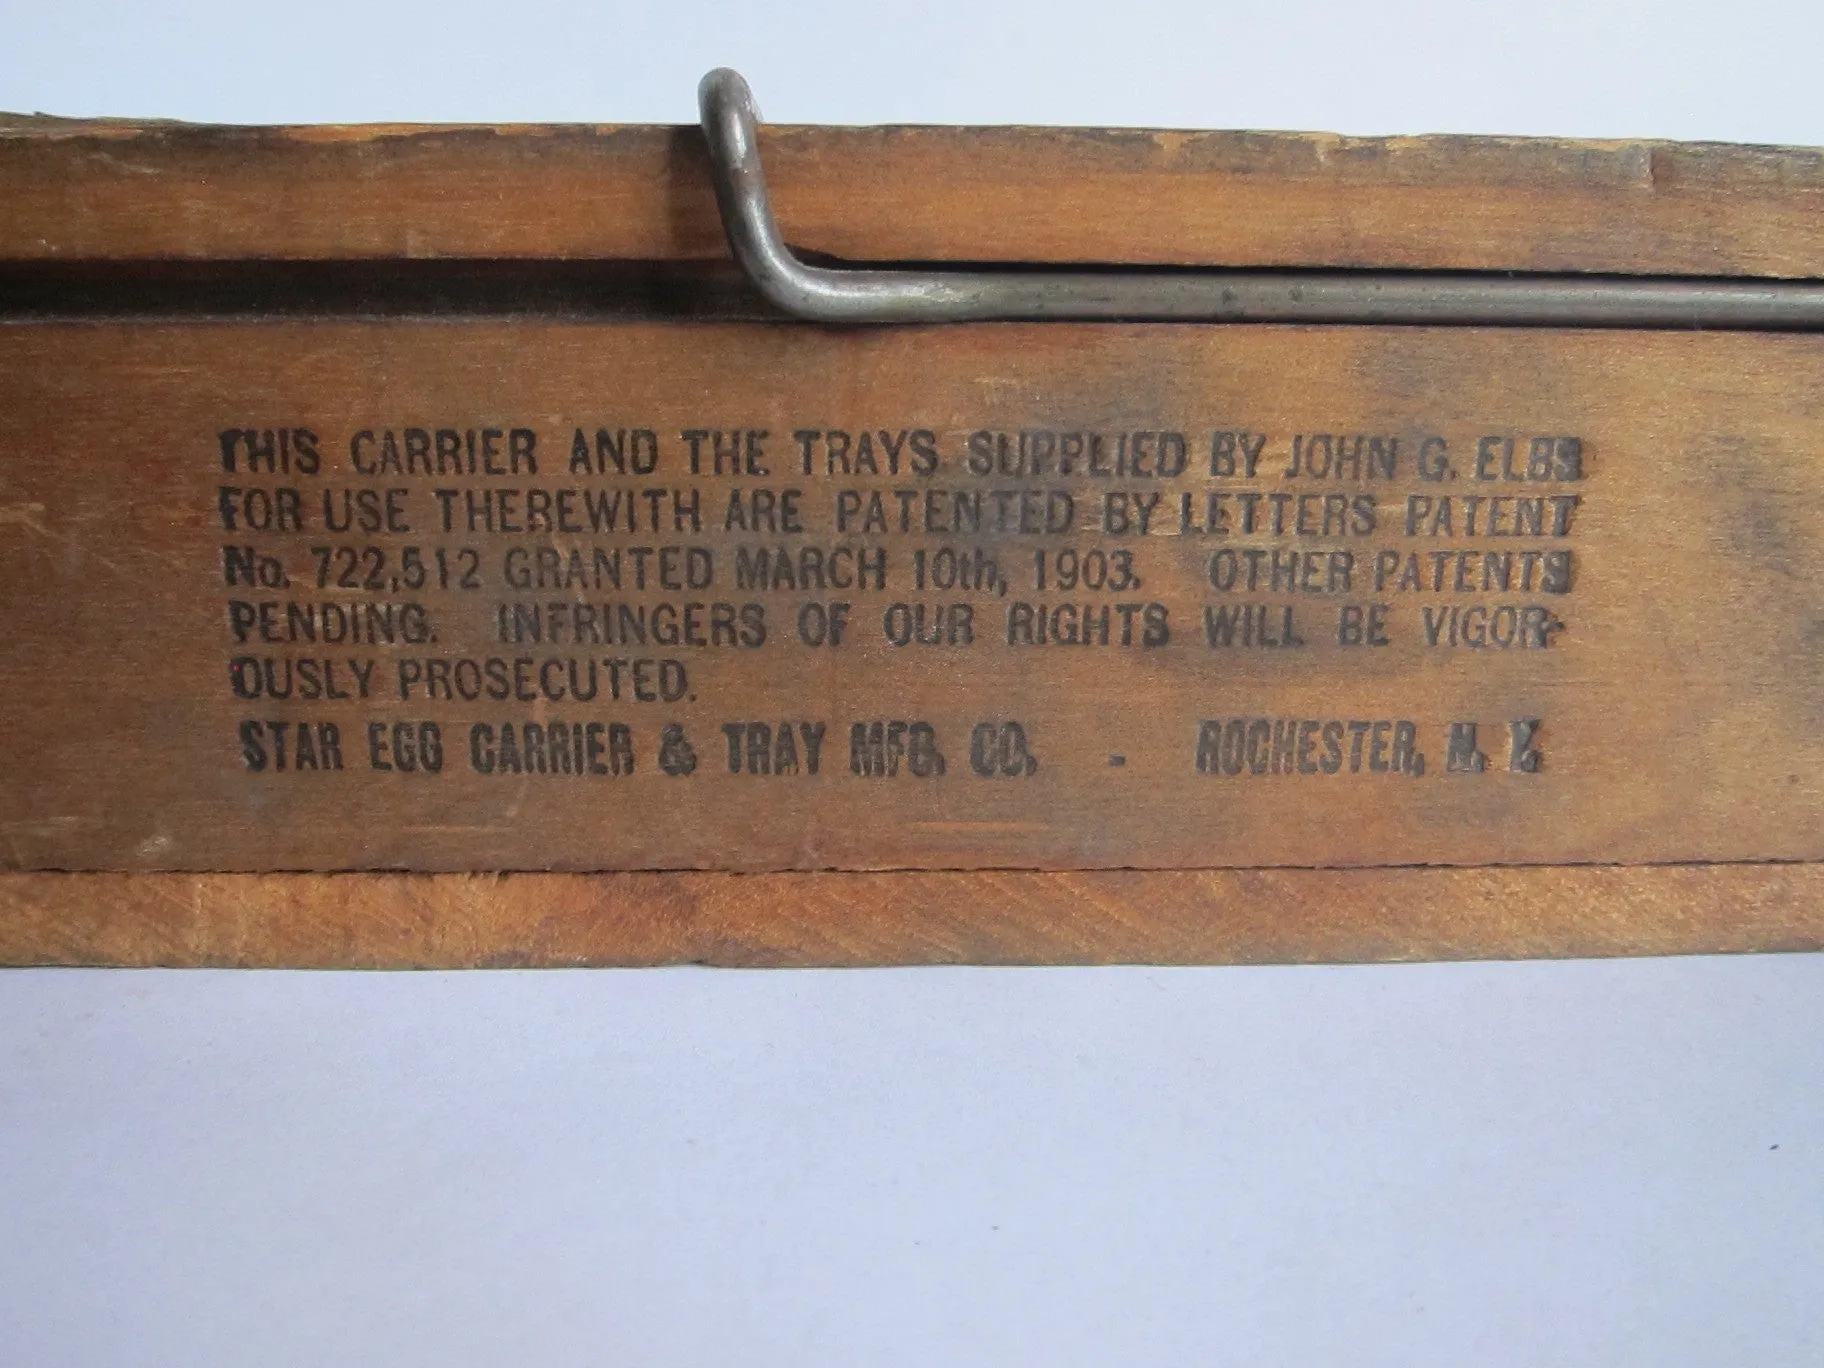 THIS CARRIER AND THE TRAYS SUPPLIED BY JOHN G. ELBS
FOR USE THEREWITH ARE PATENTED BY LETTERS PATENT
No. 722,512 GRANTED MARCH 10th, 1903. OTHER PATENTS
PENDING. INFRINGERS OF OUR RIGHTS WILL BE VIGOR-
OUSLY PROSECUTED.
STAR EGG CARRIER & TRAY MFG. CO. - ROCHESTER, N. Y.